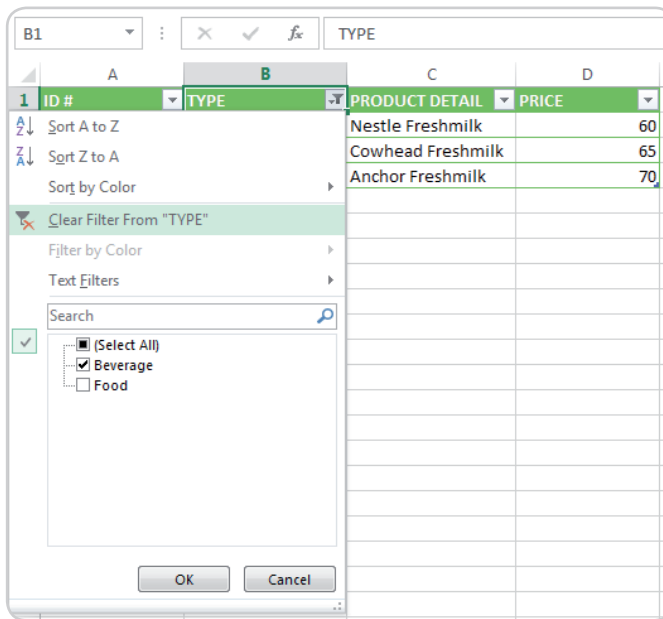 B1 fx TYPE
A B C D
1 ID # TYPE PRODUCT DETAIL PRICE
Sort A to Z Nestle Freshmilk 60
Sort Z to A Cowhead Freshmilk 65
Sort by Color Anchor Freshmilk 70
Clear Filter From "TYPE"
Filter by Color
Text Filters
Search
(Select All)
Beverage
Food
OK Cancel